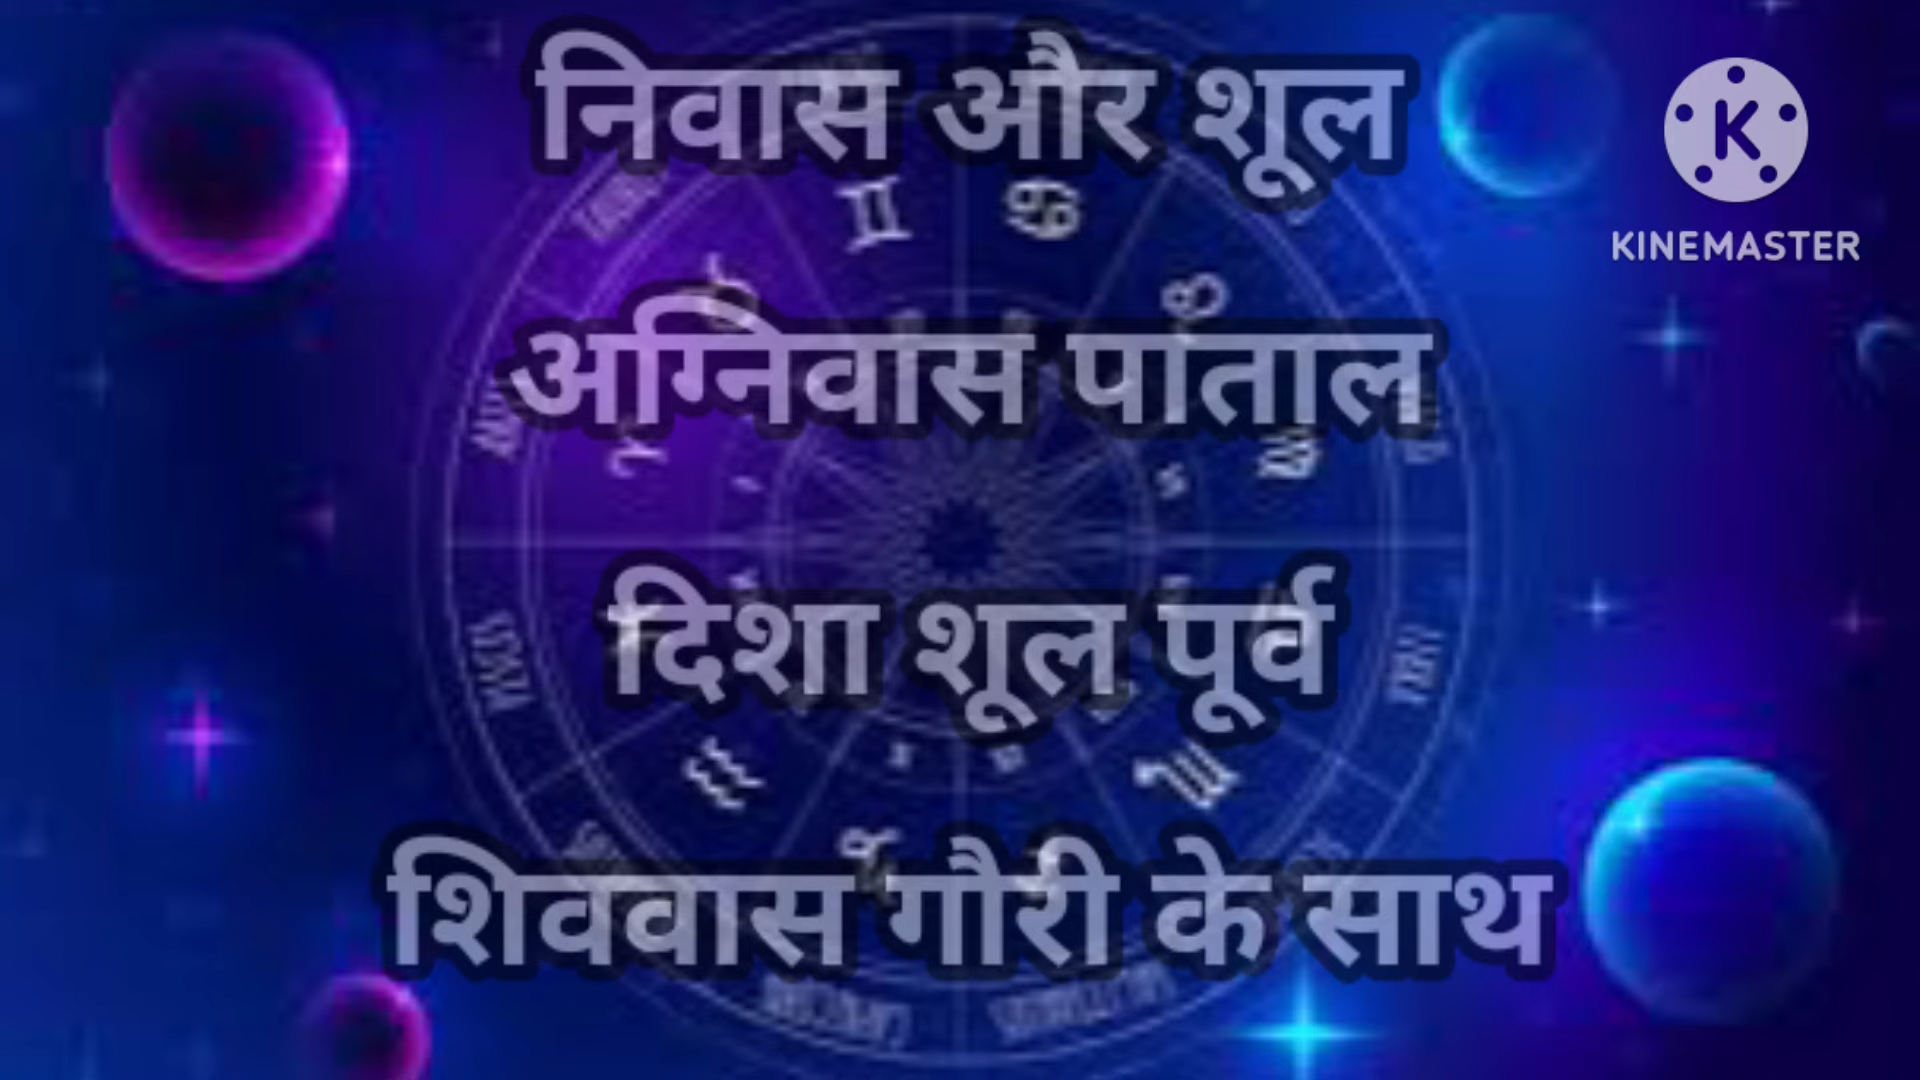 निवास और शूल
KINEMASTER
अग्निवास पाताल
दिशा शूल पूर्व
शिववास गौरी के साथ